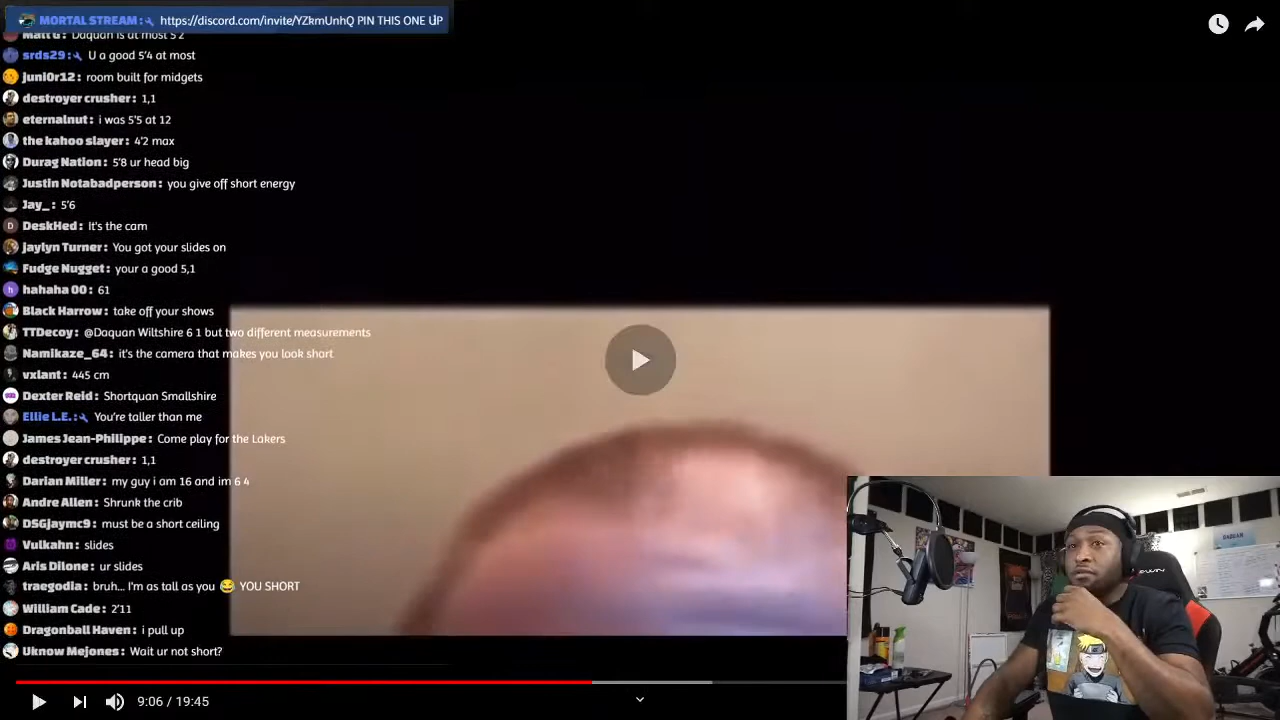 MORTAL STREAM: https://discord.com/invite/YZkmUnhQ PIN THIS ONE UP
Matt G: Daquan is at most 5'2
srds29: U a good 5'4 at most
juni0r12: room built for midgets
destroyer crusher: 1,1
eternalnut: i was 5'5 at 12
the kahoo slayer: 4'2 max
Durag Nation: 5'8 ur head big
Justin Notabadperson: you give off short energy
Jay_: 5'6
D DeskHed: It's the cam
jaylyn Turner: You got your slides on
Fudge Nugget: your a good 5,1
h hahaha 00: 61
Black Harrow: take off your shows
TTDecoy: @Daquan Wiltshire 6 1 but two different measurements
Namikaze_64: it's the camera that makes you look short
vxlant: 445 cm
Dexter Reid: Shortquan Smallshire
Ellie L.E.: You're taller than me
James Jean-Philippe: Come play for the Lakers
destroyer crusher: 1,1
Darian Miller: my guy i am 16 and im 6 4
Andre Allen: Shrunk the crib
DSGjaymc9: must be a short ceiling
Vulkahn: slides
Aris Dilone: ur slides
traegodia: bruh... I'm as tall as you 😂 YOU SHORT
William Cade: 2'11
Dragonball Haven: i pull up
Uknow Mejones: Wait ur not short?
9:06 / 19:45
DAQUAN